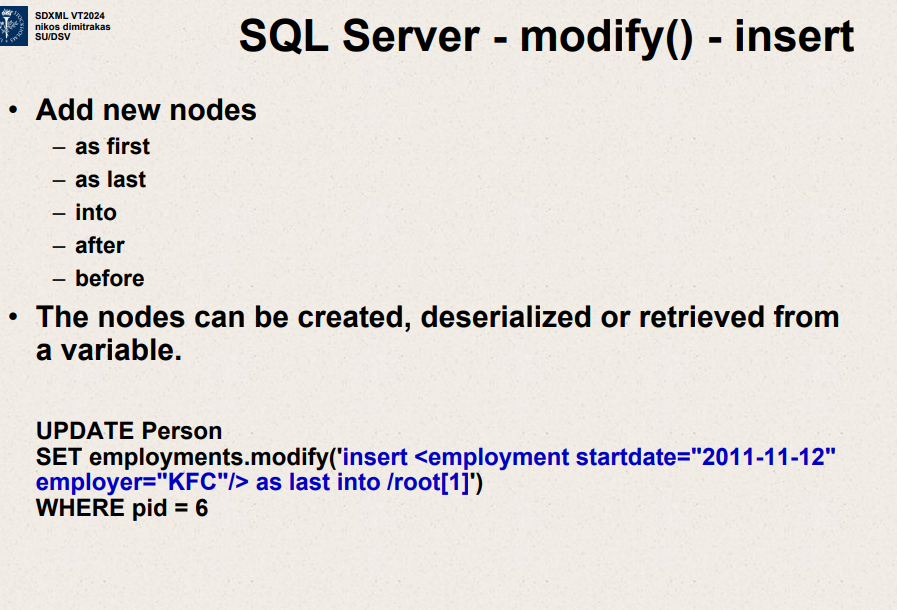 SDXML VT2024
nikos dimitrakas
SU/DSV
SQL Server - modify() - insert
• Add new nodes
– as first
– as last
– into
– after
– before
• The nodes can be created, deserialized or retrieved from
a variable.
UPDATE Person
SET employments.modify('insert <employment startdate="2011-11-12"
employer="KFC"/> as last into /root[1]')
WHERE pid = 6